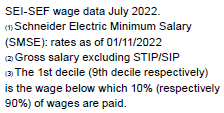 SEI-SEF wage data July 2022.
(1) Schneider Electric Minimum Salary
(SMSE): rates as of 01/11/2022
(2) Gross salary excluding STIP/SIP
(3) The 1st decile (9th decile respectively)
is the wage below which 10% (respectively
90%) of wages are paid.